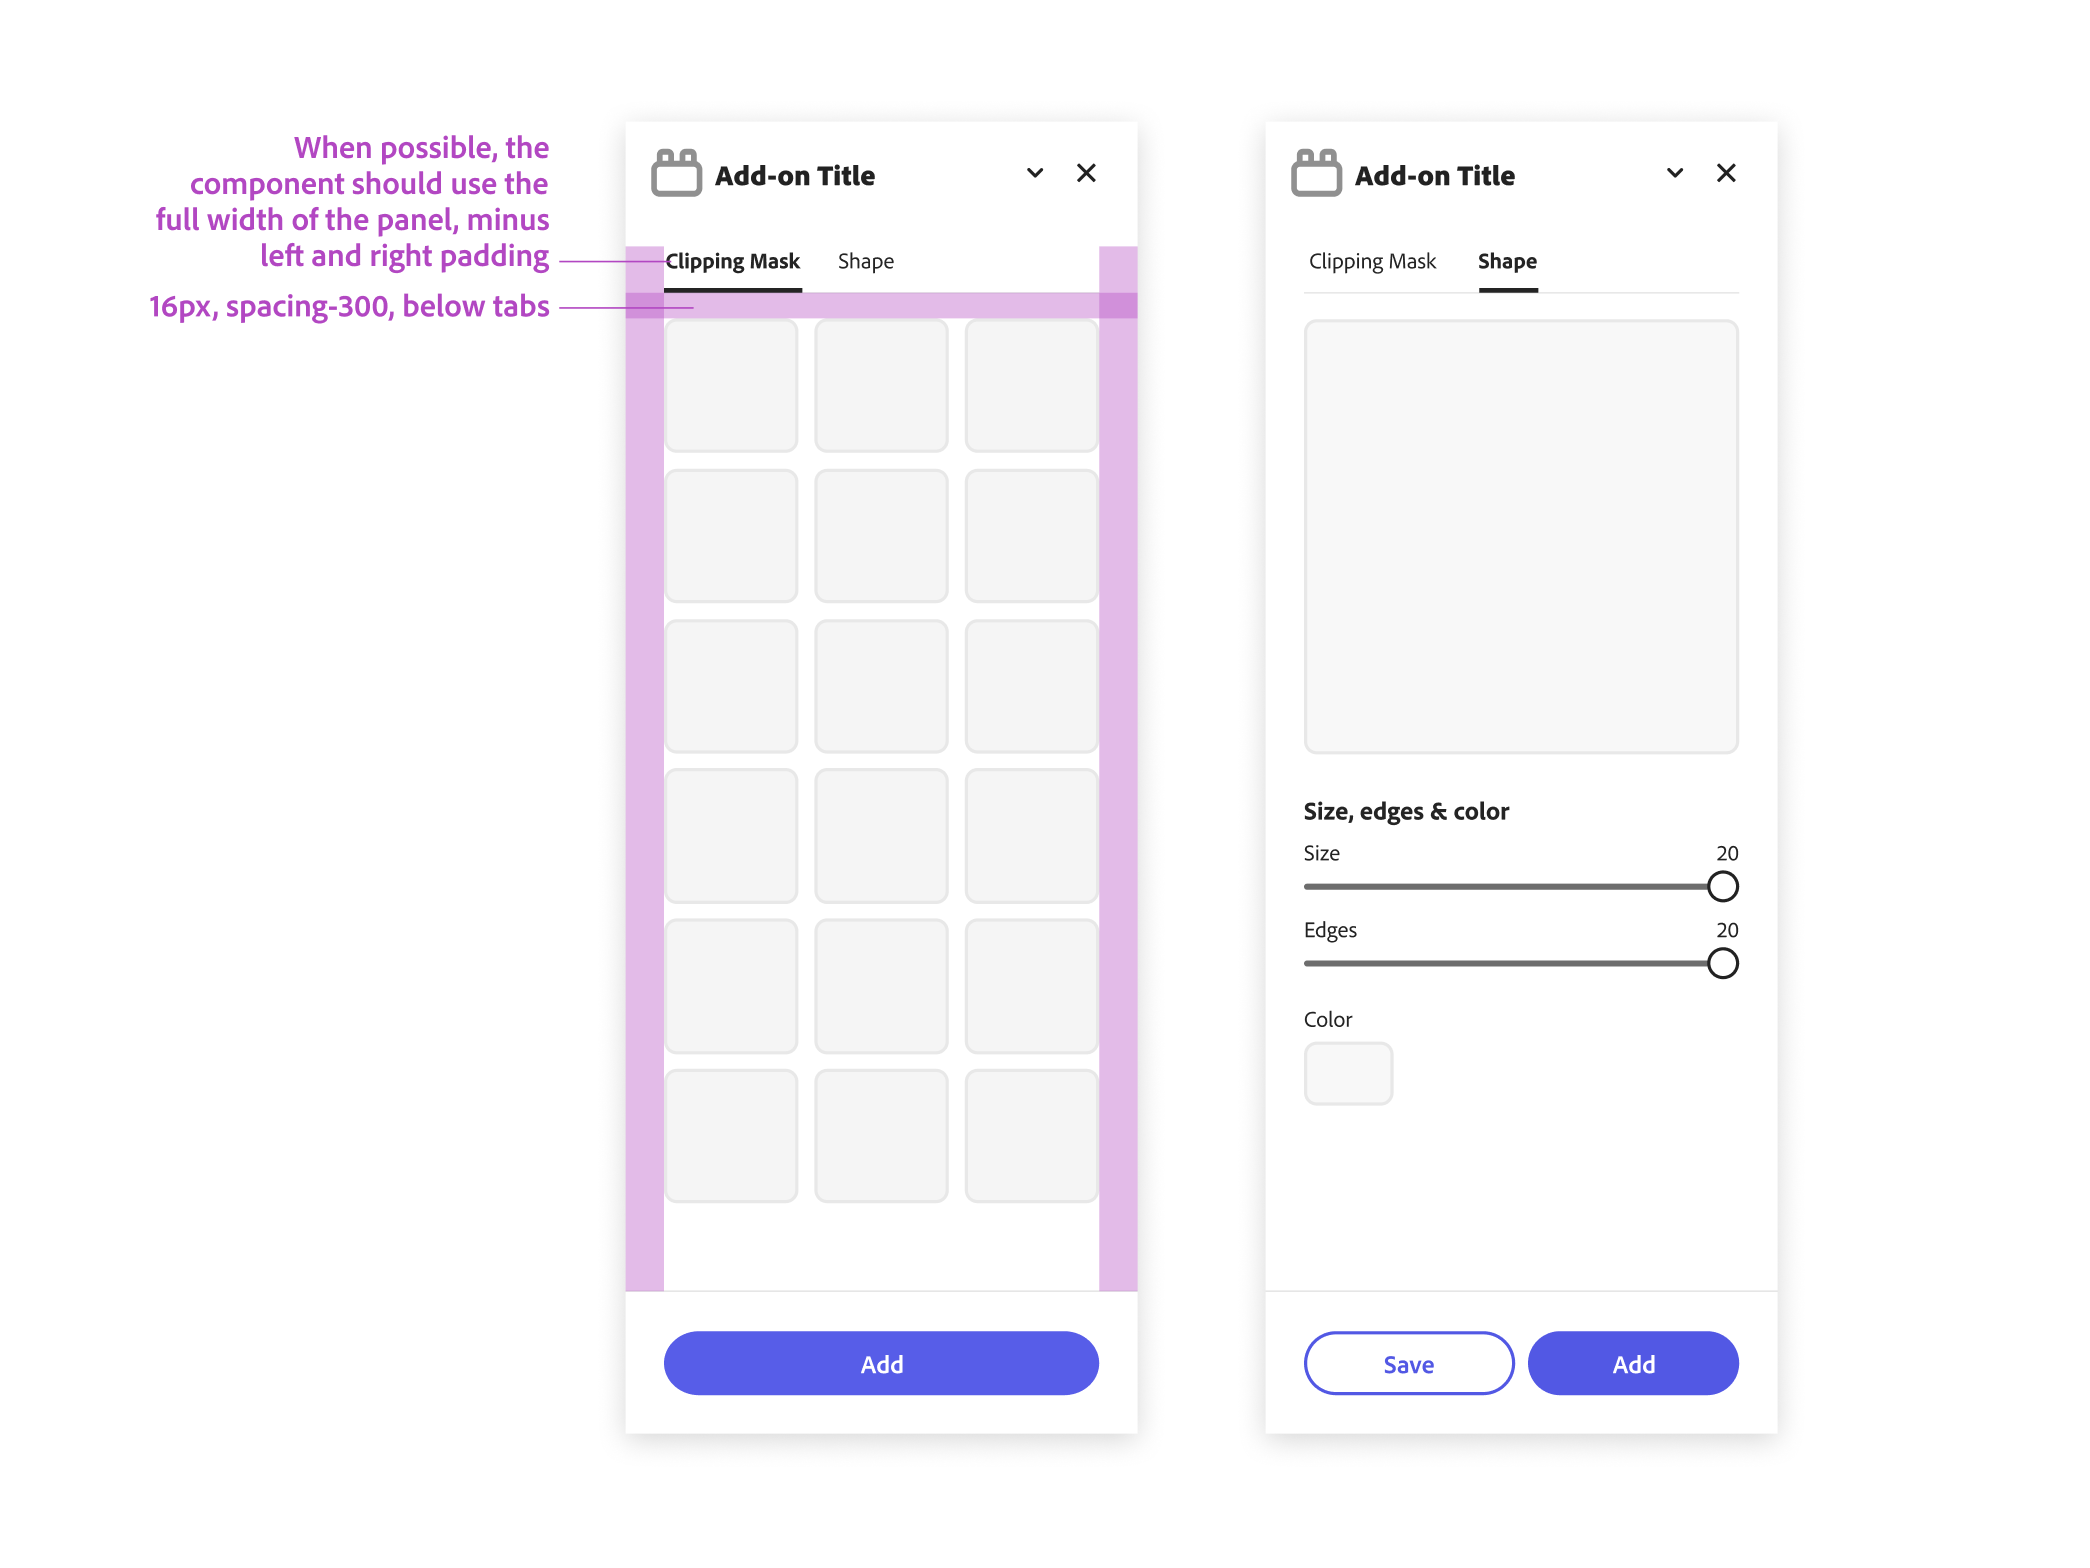 When possible, the
component should use the
full width of the panel, minus
left and right padding
16px, spacing-300, below tabs
Add-on Title
Clipping Mask Shape
Add
Add-on Title
Clipping Mask Shape
Size, edges & color
Size 20
Edges 20
Color
Save Add